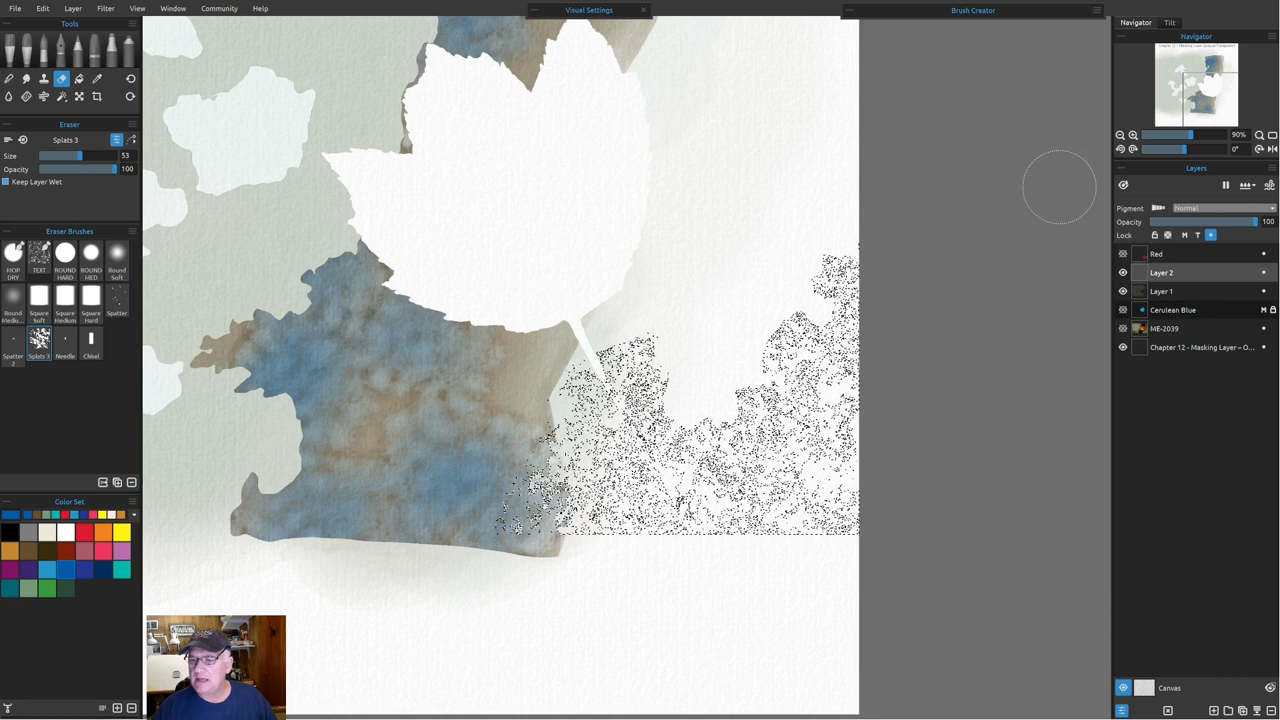 File Edit Layer Filter View Window Community Help
Visual Settings
Brush Creator
Tools
Eraser
Splats 3
Size 53
Opacity 100
Keep Layer Wet
Eraser Brushes
MOP DRY
TEXT
ROUND HARD
ROUND MED
Round Soft
Round Mediu...
Square Soft
Square Medium
Square Hard
Spatter
Spatter 2
Splats 3
Needle
Chisel
Color Set
Navigator Tilt
Navigator
90%
0°
Layers
Pigment Normal
Opacity 100
Lock M T
Red
Layer 2
Layer 1
Cerulean Blue M
ME-2039
Chapter 12 - Masking Layer – O...
Canvas